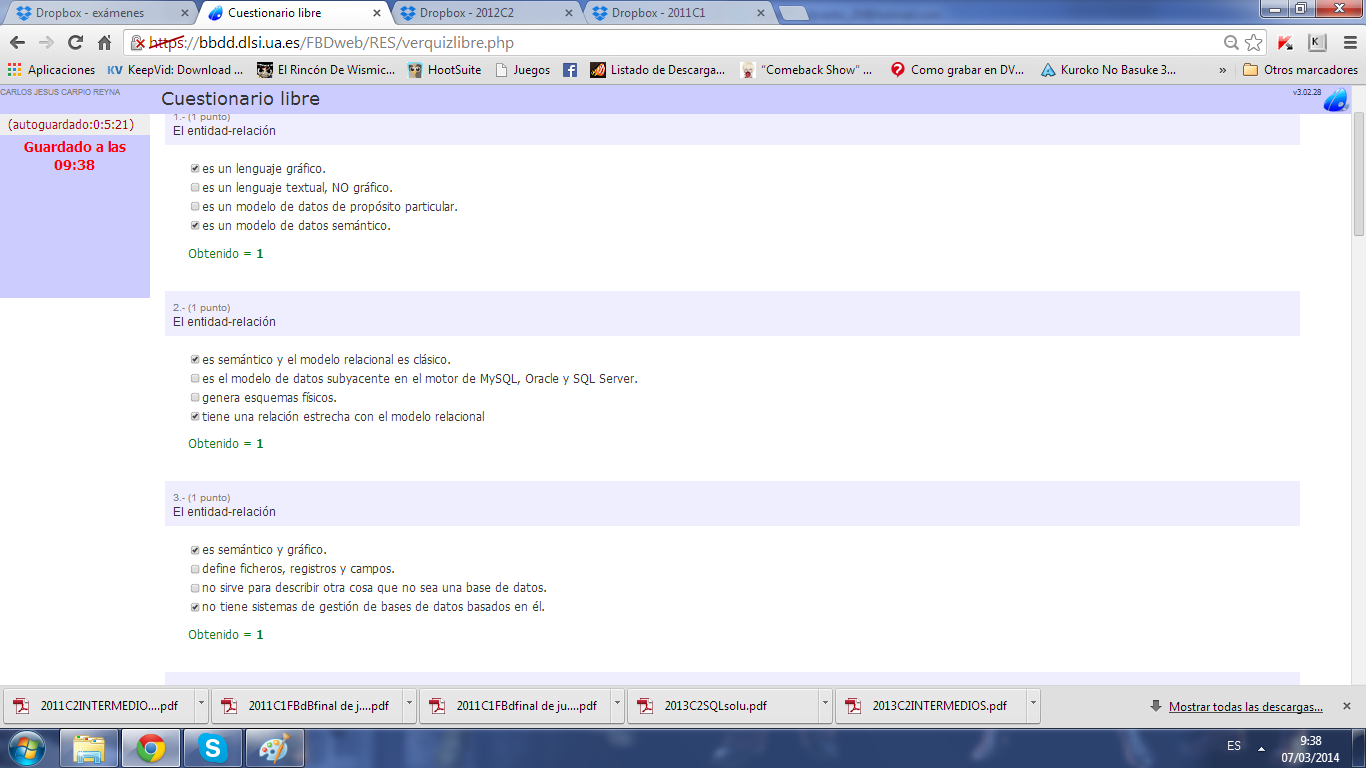 Dropbox - exámenes
Cuestionario libre
Dropbox - 2012C2
Dropbox - 2011C1
https://bbdd.dlsi.ua.es/FBDweb/RES/verquizlibre.php
Aplicaciones
KV KeepVid: Download ...
El Rincón De Wismic...
HootSuite
Juegos
Listado de Descarga...
"Comeback Show" ...
Como grabar en DV...
Kuroko No Basuke 3...
»
Otros marcadores
CARLOS JESUS CARPIO REYNA
Cuestionario libre
v3.02.28
(autoguardado:0:5:21)
Guardado a las
09:38
1.- (1 punto)
El entidad-relación
es un lenguaje gráfico.
es un lenguaje textual, NO gráfico.
es un modelo de datos de propósito particular.
es un modelo de datos semántico.
Obtenido = 1
2.- (1 punto)
El entidad-relación
es semántico y el modelo relacional es clásico.
es el modelo de datos subyacente en el motor de MySQL, Oracle y SQL Server.
genera esquemas físicos.
tiene una relación estrecha con el modelo relacional
Obtenido = 1
3.- (1 punto)
El entidad-relación
es semántico y gráfico.
define ficheros, registros y campos.
no sirve para describir otra cosa que no sea una base de datos.
no tiene sistemas de gestión de bases de datos basados en él.
Obtenido = 1
2011C2INTERMEDIO....pdf
2011C1FBdBfinal de j....pdf
2011C1FBdfinal de ju....pdf
2013C2SQLsolu.pdf
2013C2INTERMEDIOS.pdf
Mostrar todas las descargas...
ES
9:38
07/03/2014